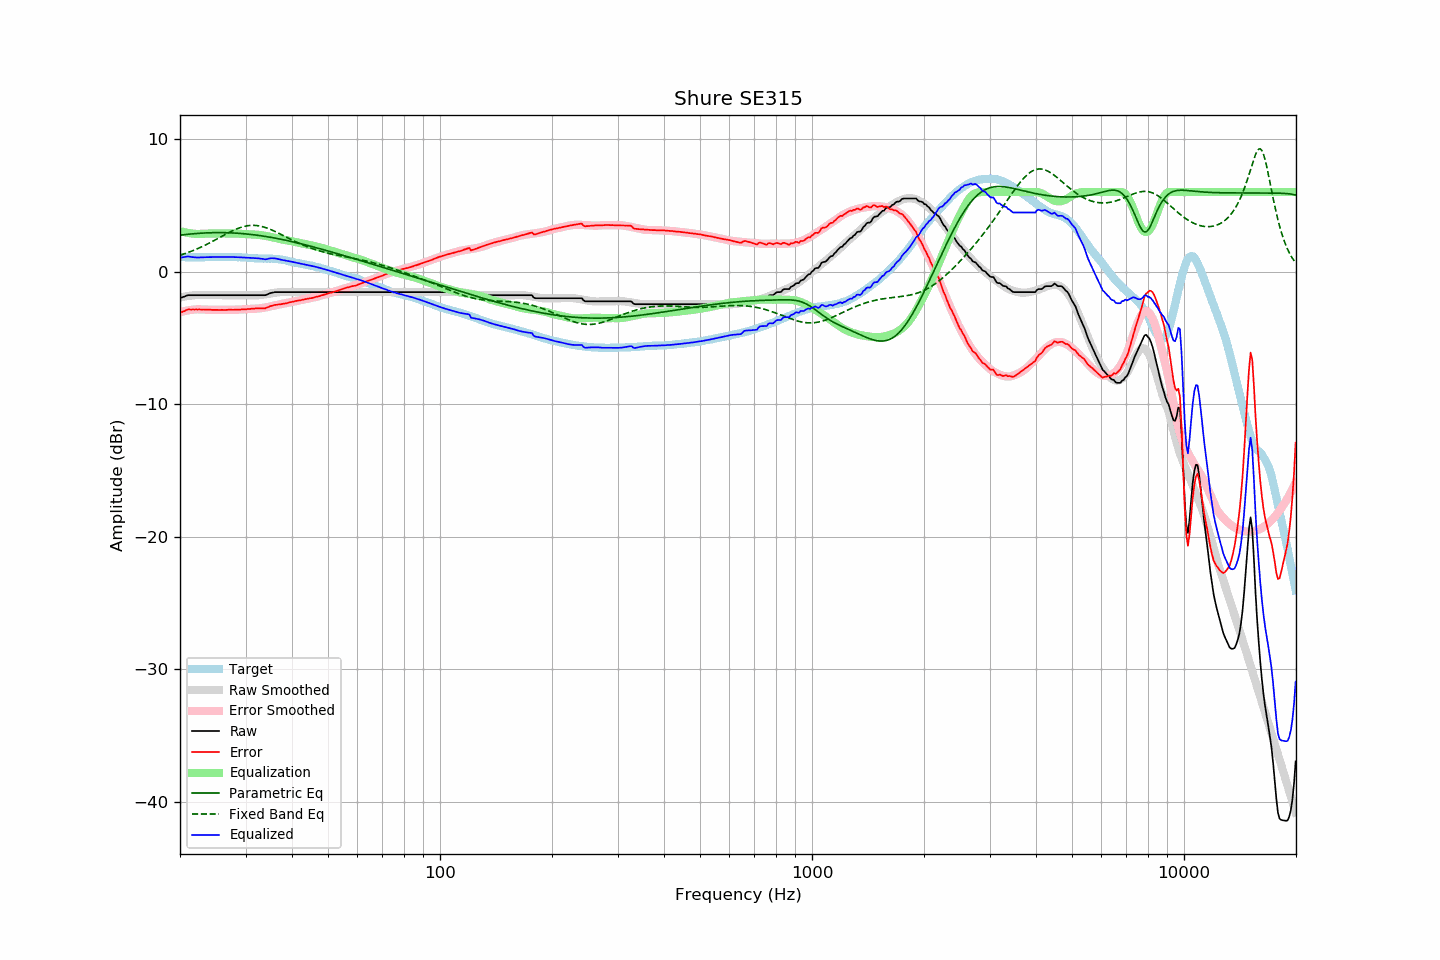 Shure SE315
10
0
−10
−20
−30
−40
Amplitude (dBr)
Target
Raw Smoothed
Error Smoothed
Raw
Error
Equalization
Parametric Eq
Fixed Band Eq
Equalized
100
1000
10000
Frequency (Hz)